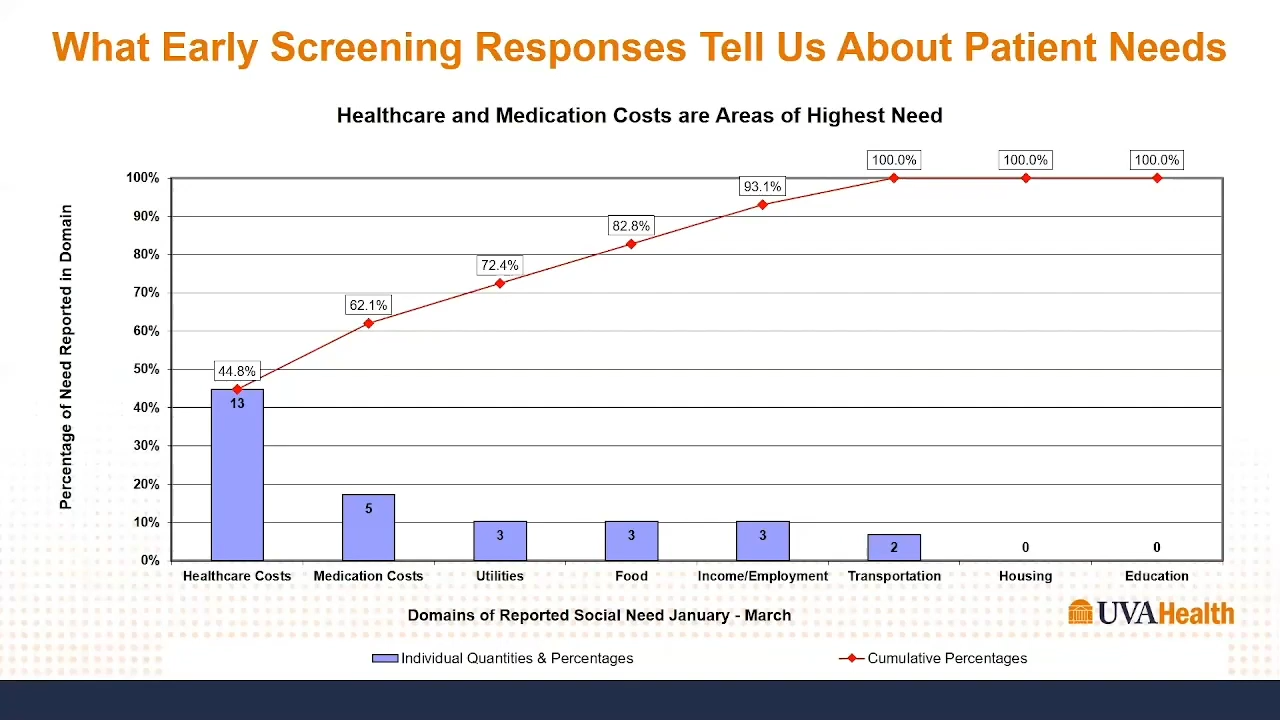 What Early Screening Responses Tell Us About Patient Needs
Healthcare and Medication Costs are Areas of Highest Need
Percentage of Need Reported in Domain
100%
90%
80%
70%
60%
50%
40%
30%
20%
10%
0%
44.8%
62.1%
72.4%
82.8%
93.1%
100.0%
100.0%
100.0%
13
5
3
3
3
2
0
0
Healthcare Costs
Medication Costs
Utilities
Food
Income/Employment
Transportation
Housing
Education
Domains of Reported Social Need January - March
UVAHealth
Individual Quantities & Percentages
Cumulative Percentages